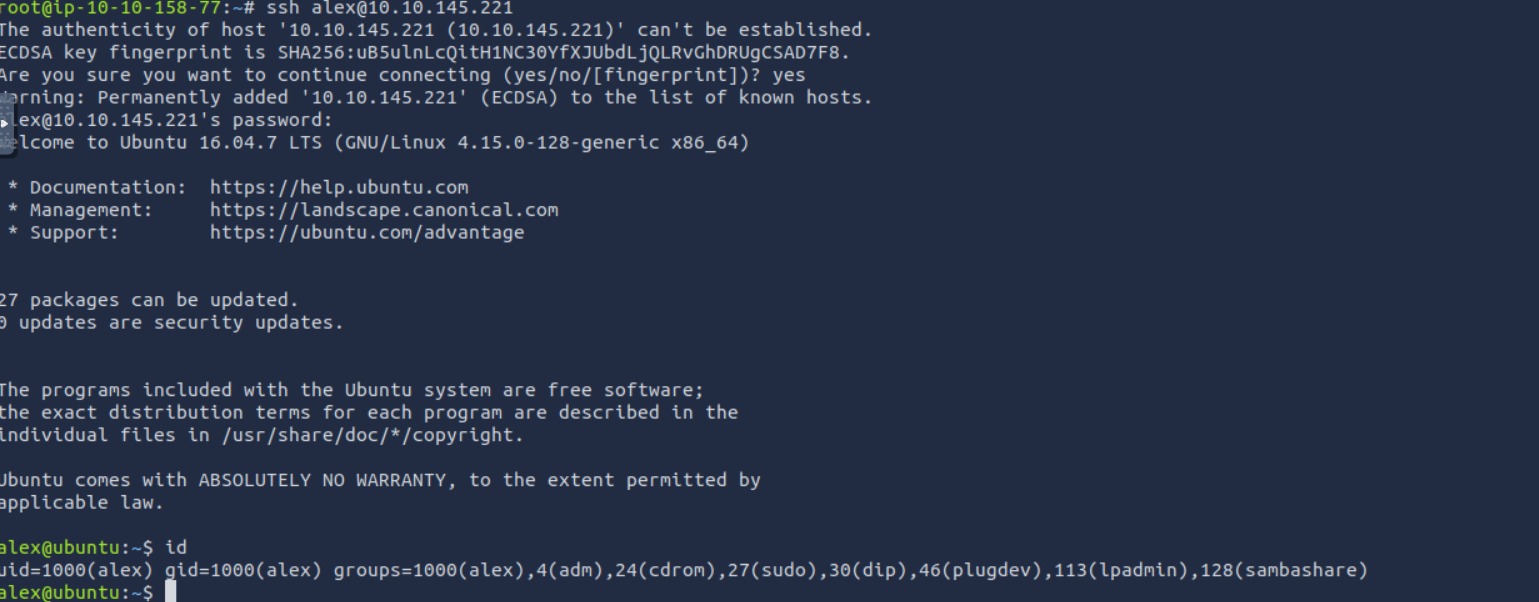 root@ip-10-10-158-77:~# ssh alex@10.10.145.221
The authenticity of host '10.10.145.221 (10.10.145.221)' can't be established.
ECDSA key fingerprint is SHA256:uB5ulnLcQitH1NC30YfXJUbdLjQLRvGhDRUgCSAD7F8.
Are you sure you want to continue connecting (yes/no/[fingerprint])? yes
Warning: Permanently added '10.10.145.221' (ECDSA) to the list of known hosts.
alex@10.10.145.221's password:
Welcome to Ubuntu 16.04.7 LTS (GNU/Linux 4.15.0-128-generic x86_64)
* Documentation:  https://help.ubuntu.com
* Management:     https://landscape.canonical.com
* Support:        https://ubuntu.com/advantage
27 packages can be updated.
0 updates are security updates.
The programs included with the Ubuntu system are free software;
the exact distribution terms for each program are described in the
individual files in /usr/share/doc/*/copyright.
Ubuntu comes with ABSOLUTELY NO WARRANTY, to the extent permitted by
applicable law.
alex@ubuntu:~$ id
uid=1000(alex) gid=1000(alex) groups=1000(alex),4(adm),24(cdrom),27(sudo),30(dip),46(plugdev),113(lpadmin),128(sambashare)
alex@ubuntu:~$